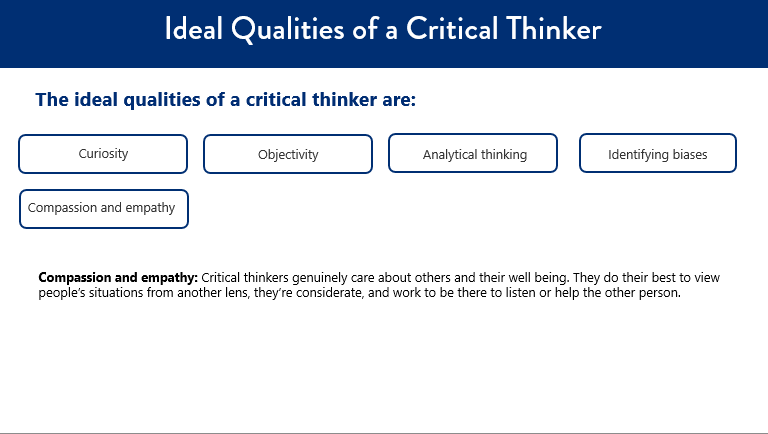 Ideal Qualities of a Critical Thinker
The ideal qualities of a critical thinker are:
Curiosity
Objectivity
Analytical thinking
Identifying biases
Compassion and empathy
Compassion and empathy: Critical thinkers genuinely care about others and their well being. They do their best to view
people’s situations from another lens, they’re considerate, and work to be there to listen or help the other person.